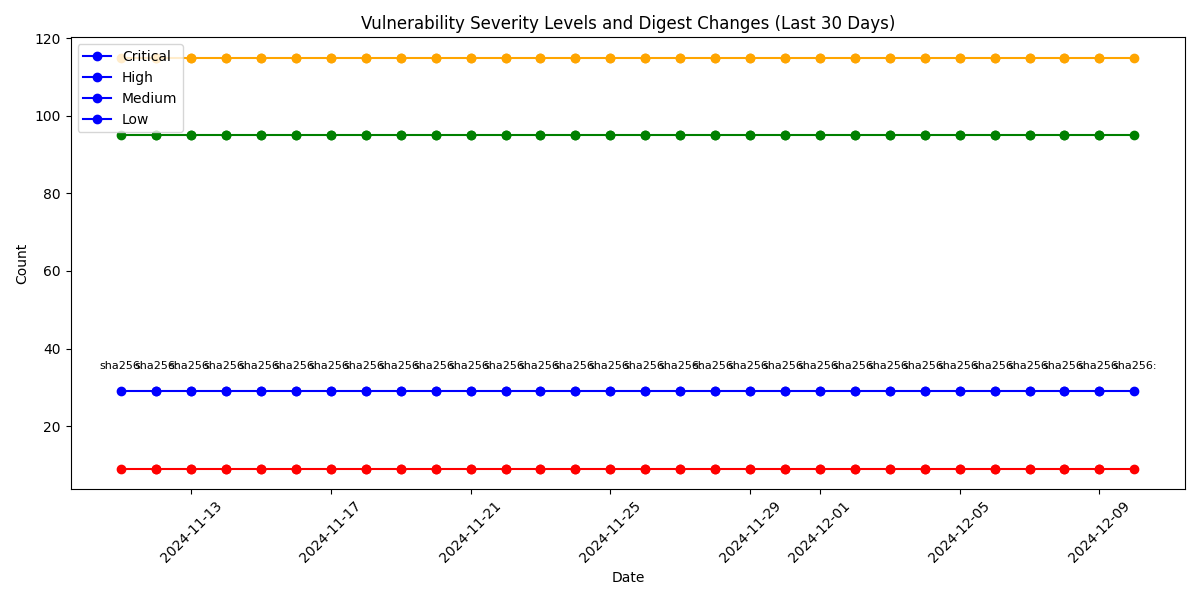 Vulnerability Severity Levels and Digest Changes (Last 30 Days)
Critical
High
Medium
Low
Count
120
100
80
60
40
20
sha256: sha256: sha256: sha256: sha256: sha256: sha256: sha256: sha256: sha256: sha256: sha256: sha256: sha256: sha256: sha256: sha256: sha256: sha256: sha256: sha256: sha256: sha256: sha256: sha256: sha256: sha256: sha256: sha256: sha256:
2024-11-13 2024-11-17 2024-11-21 2024-11-25 2024-11-29 2024-12-01 2024-12-05 2024-12-09
Date